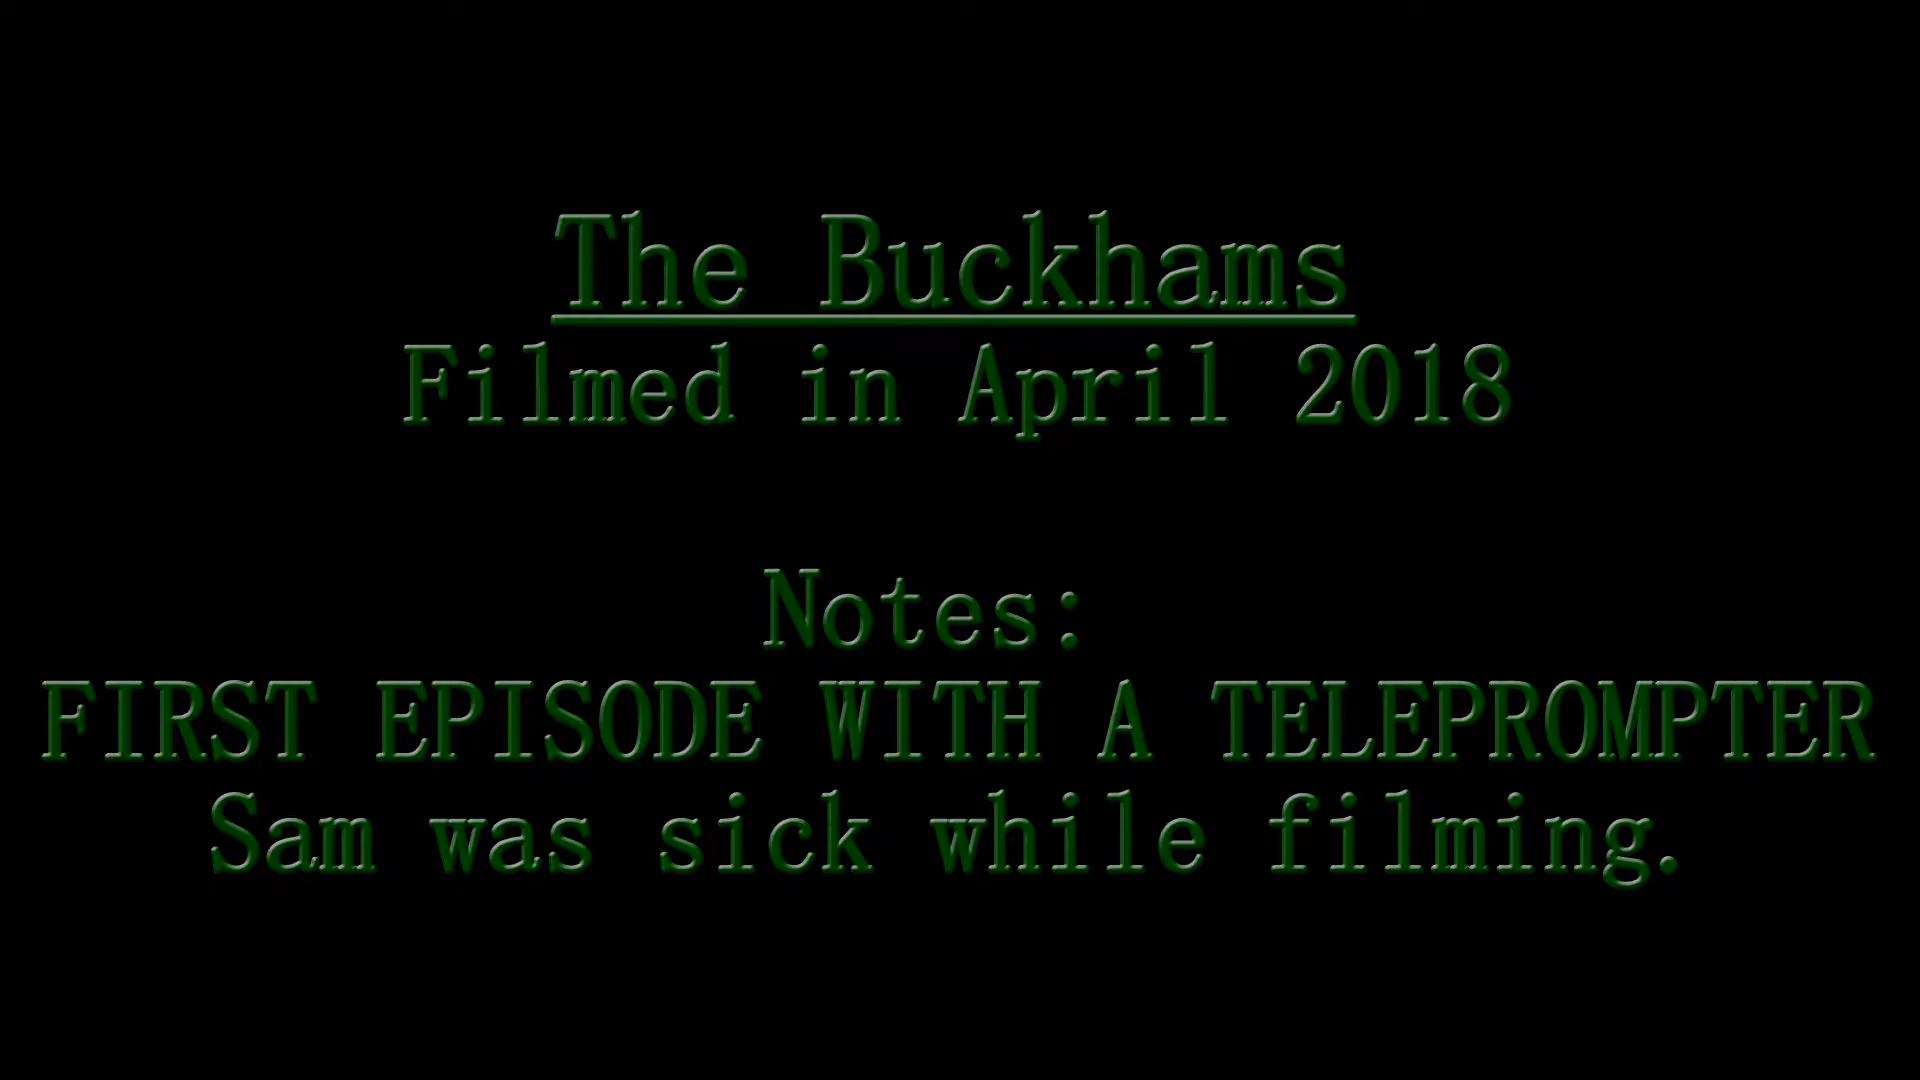 The Buckhams
Filmed in April 2018
Notes:
FIRST EPISODE WITH A TELEPROMPTER
Sam was sick while filming.